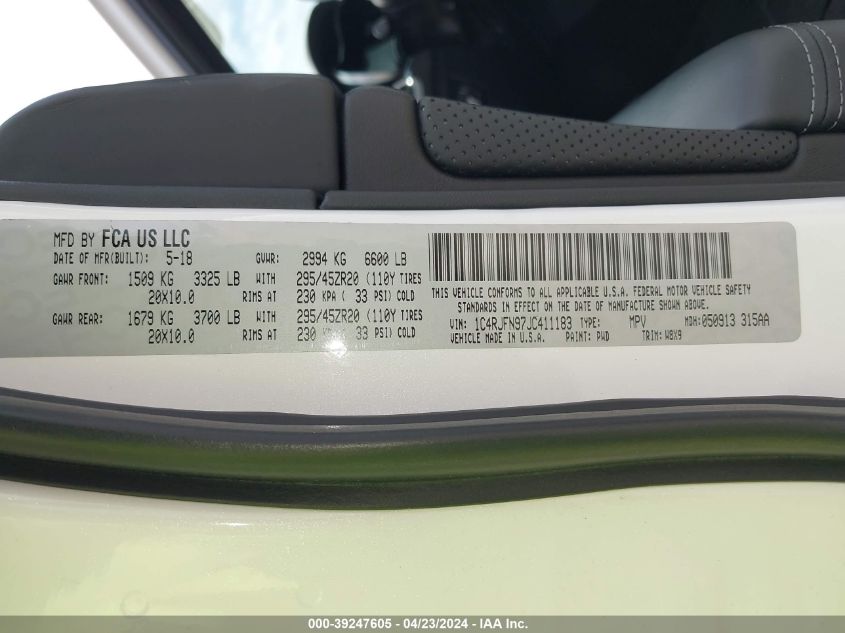 MFD BY FCA US LLC
DATE OF MFR(BUILT): 5-18 GVWR: 2994 KG 6600 LB
GAWR FRONT: 1509 KG 3325 LB WITH 295/45ZR20 (110Y TIRES
20X10.0 RIMS AT 230 KPA ( 33 PSI) COLD
GAWR REAR: 1679 KG 3700 LB WITH 295/45ZR20 (110Y TIRES
20X10.0 RIMS AT 230 33 PSI) COLD
THIS VEHICLE CONFORMS TO ALL APPLICABLE U.S.A. FEDERAL MOTOR VEHICLE SAFETY
STANDARDS IN EFFECT ON THE DATE OF MANUFACTURE SHOWN ABOVE.
VIN: 1C4RJFN97JC411183 TYPE: MPV MDH:050913 315AA
VEHICLE MADE IN U.S.A. PAINT: PWD TRIM: W8X9
000-39247605 - 04/23/2024 - IAA Inc.